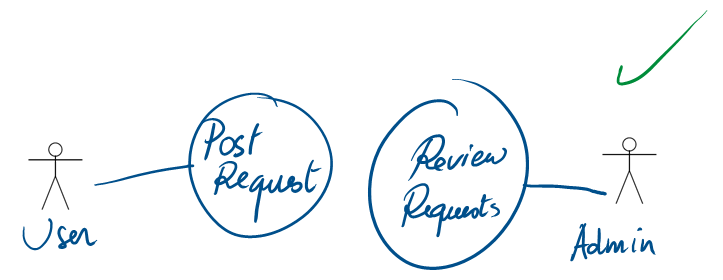 Post
Request
Review
Requests
User
Admin